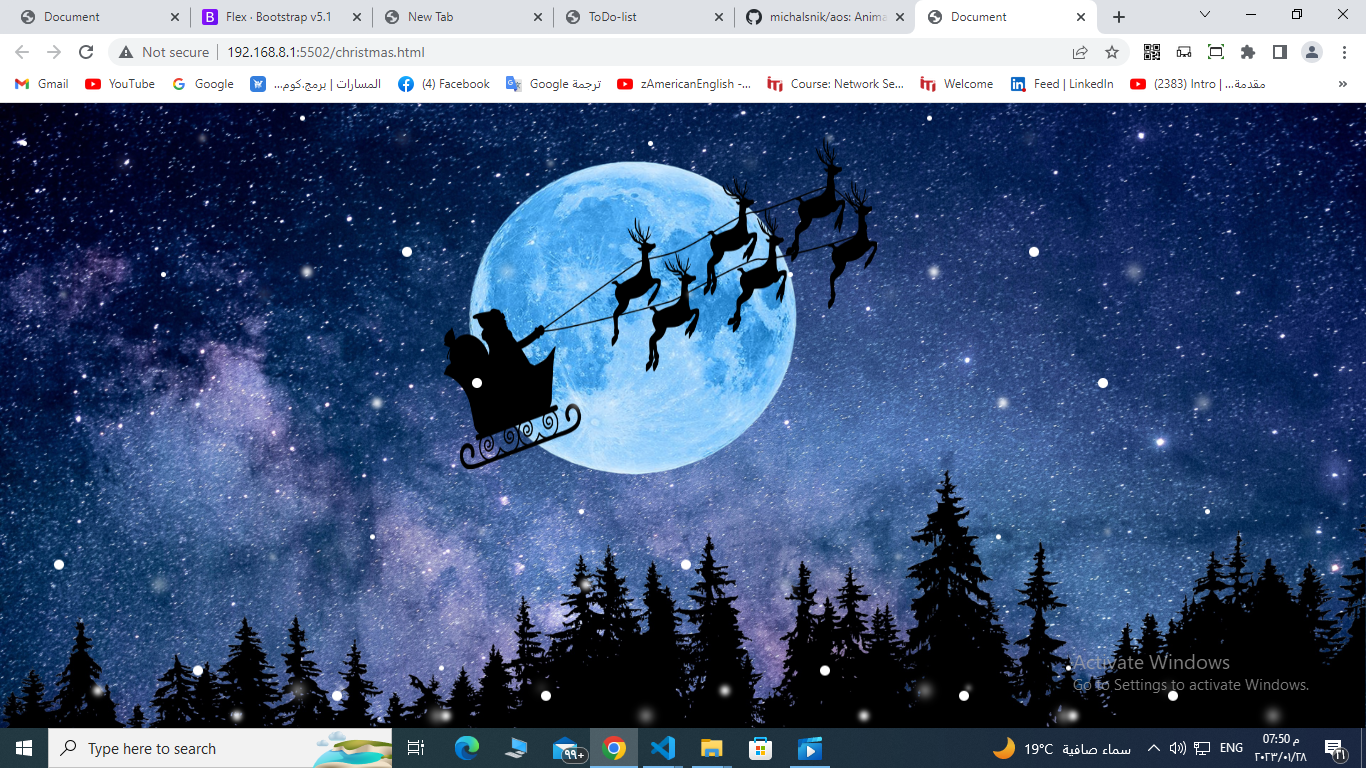 Document
Flex · Bootstrap v5.1
New Tab
ToDo-list
michalsnik/aos: Anima
Document
Not secure
192.168.8.1:5502/christmas.html
Gmail
YouTube
Google
المسارات | برمج.كوم...
(4) Facebook
ترجمة Google
zAmericanEnglish -...
Course: Network Se...
Welcome
Feed | LinkedIn
(2383) Intro | مقدمة...
»
Activate Windows
Go to Settings to activate Windows.
Type here to search
٩٩+
19°C سماء صافية
ENG
07:50 م
٢٠٢٣/٠١/٢٨
٢١